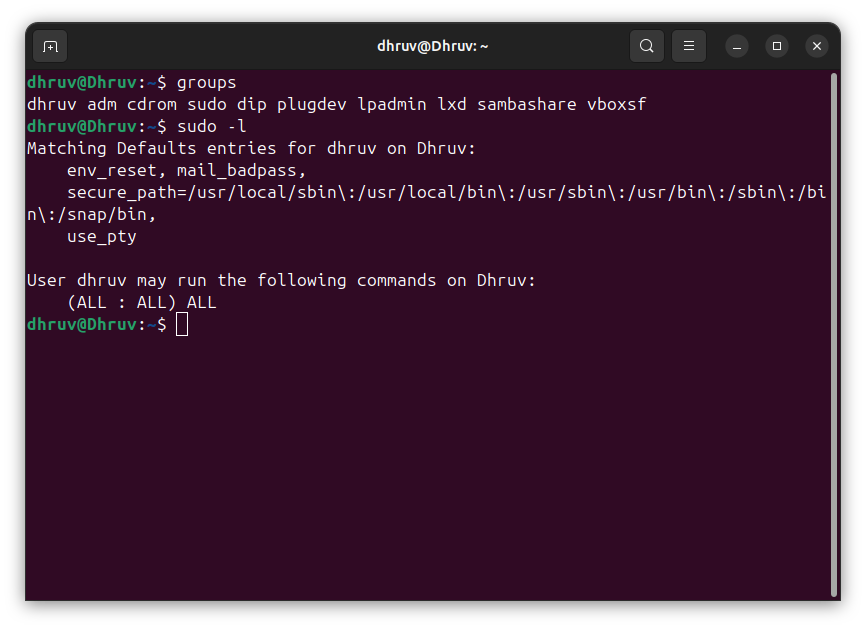 dhruv@Dhruv: ~
dhruv@Dhruv:~$ groups
dhruv adm cdrom sudo dip plugdev lpadmin lxd sambashare vboxsf
dhruv@Dhruv:~$ sudo -l
Matching Defaults entries for dhruv on Dhruv:
    env_reset, mail_badpass,
    secure_path=/usr/local/sbin\:/usr/local/bin\:/usr/sbin\:/usr/bin\:/sbin\:/bi
n\:/snap/bin,
    use_pty

User dhruv may run the following commands on Dhruv:
    (ALL : ALL) ALL
dhruv@Dhruv:~$